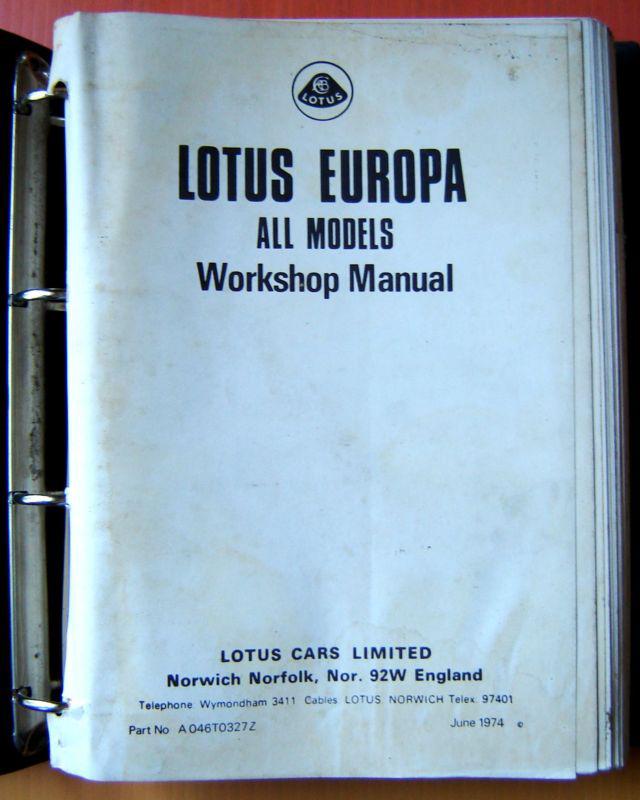 LOTUS
LOTUS EUROPA
ALL MODELS
Workshop Manual
LOTUS CARS LIMITED
Norwich Norfolk, Nor. 92W England
Telephone Wymondham 3411 Cables LOTUS NORWICH Telex 97401
Part No A046T0327Z June 1974